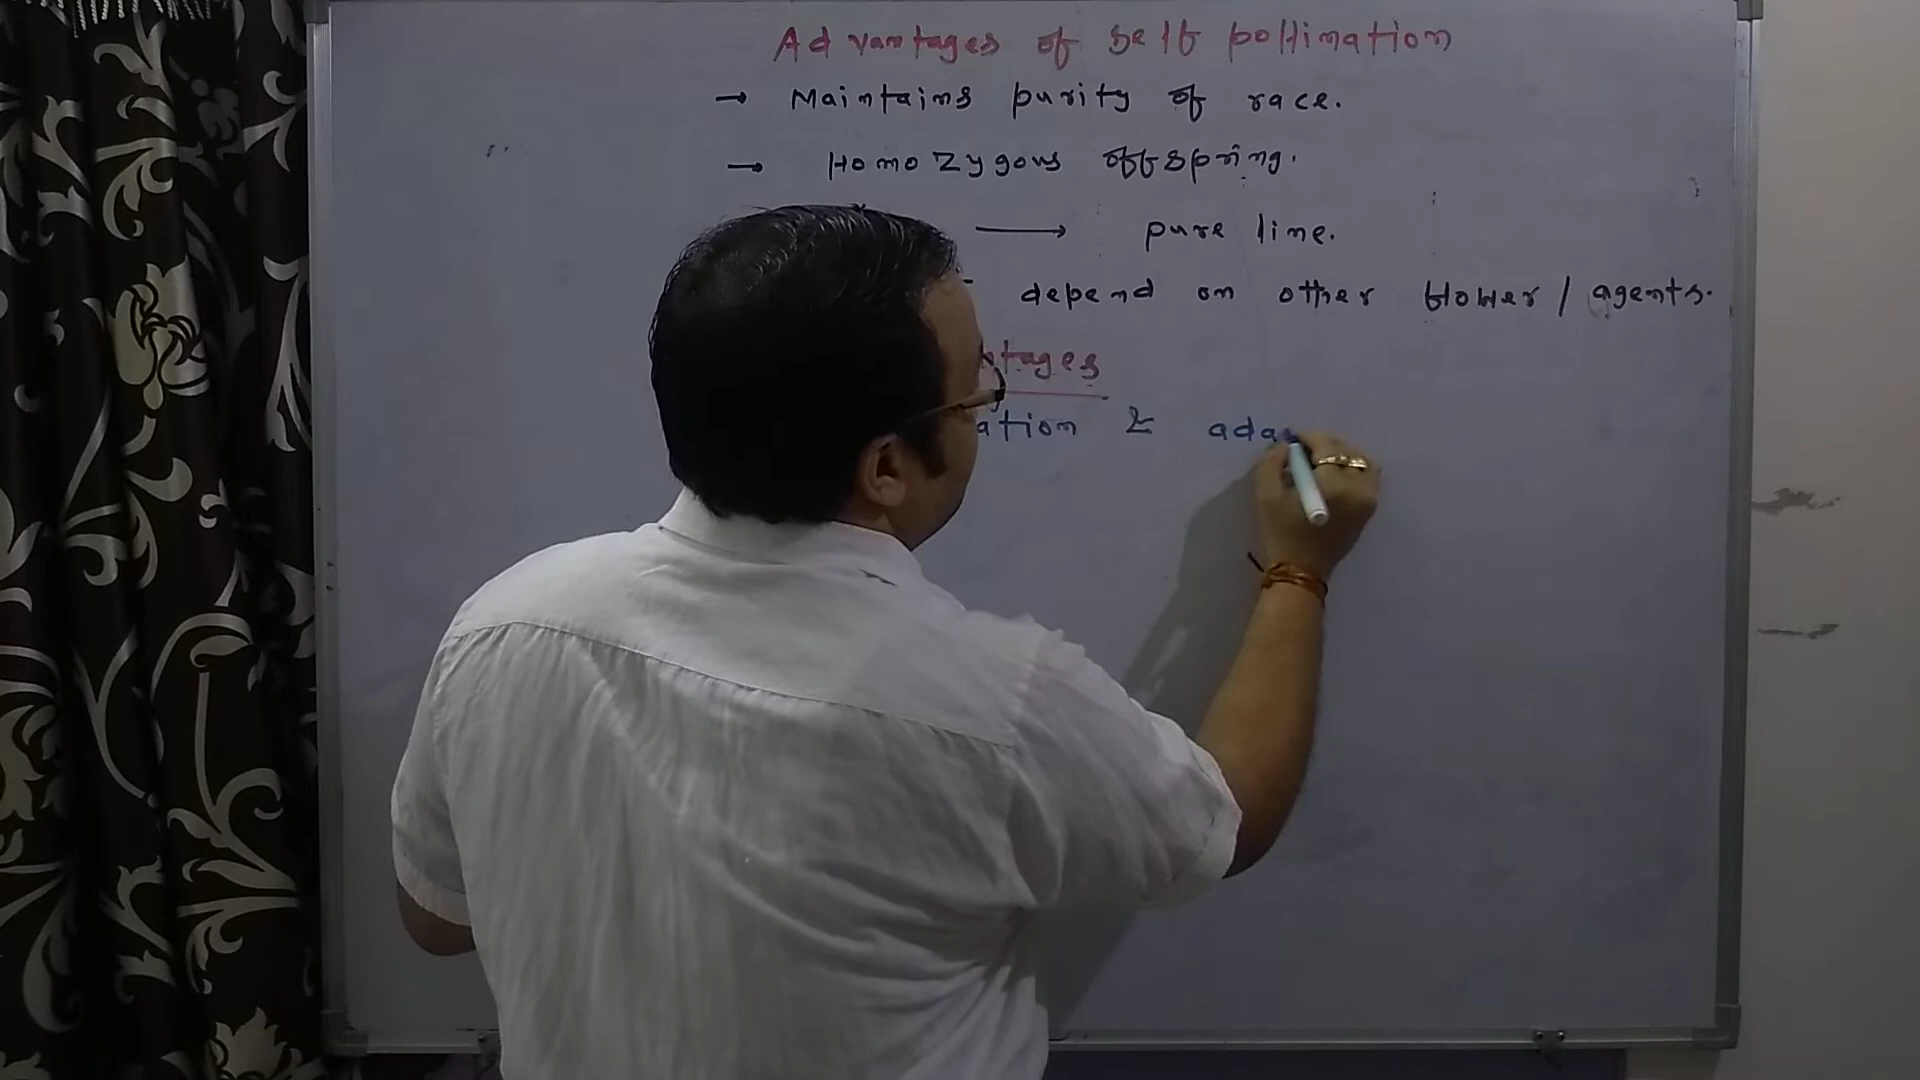 Advantages of self pollination
→ Maintains purity of race.
→ Homozygous offspring.
→ pure line.
depend on other flower / agents.
ntages
ation & ada